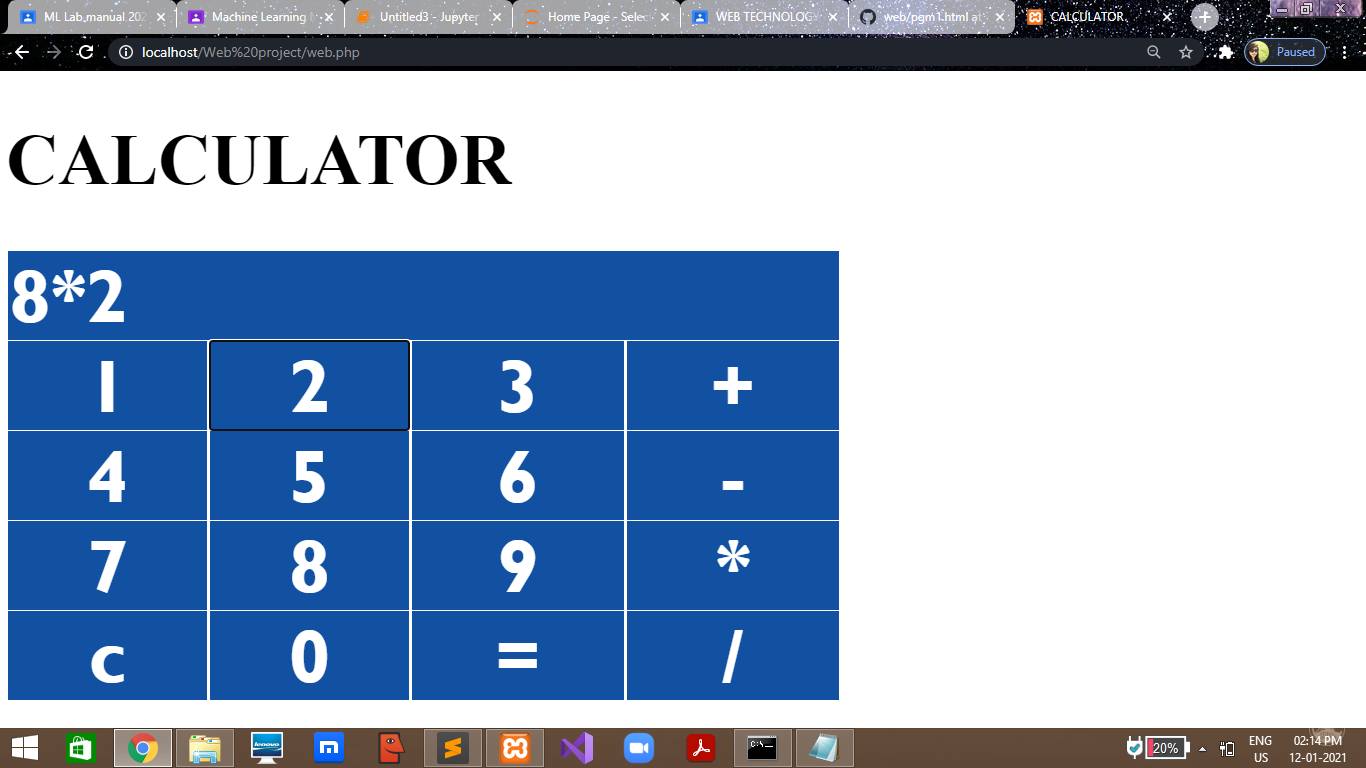 ML Lab manual 202
Machine Learning
Untitled3 - Jupyter
Home Page - Selec
WEB TECHNOLOG
web/pgm1.html at
CALCULATOR
localhost/Web%20project/web.php
Paused
CALCULATOR
8*2
1 2 3 +
4 5 6 -
7 8 9 *
c 0 = /
lenovo
C:\
20%
ENG
US
02:14 PM
12-01-2021